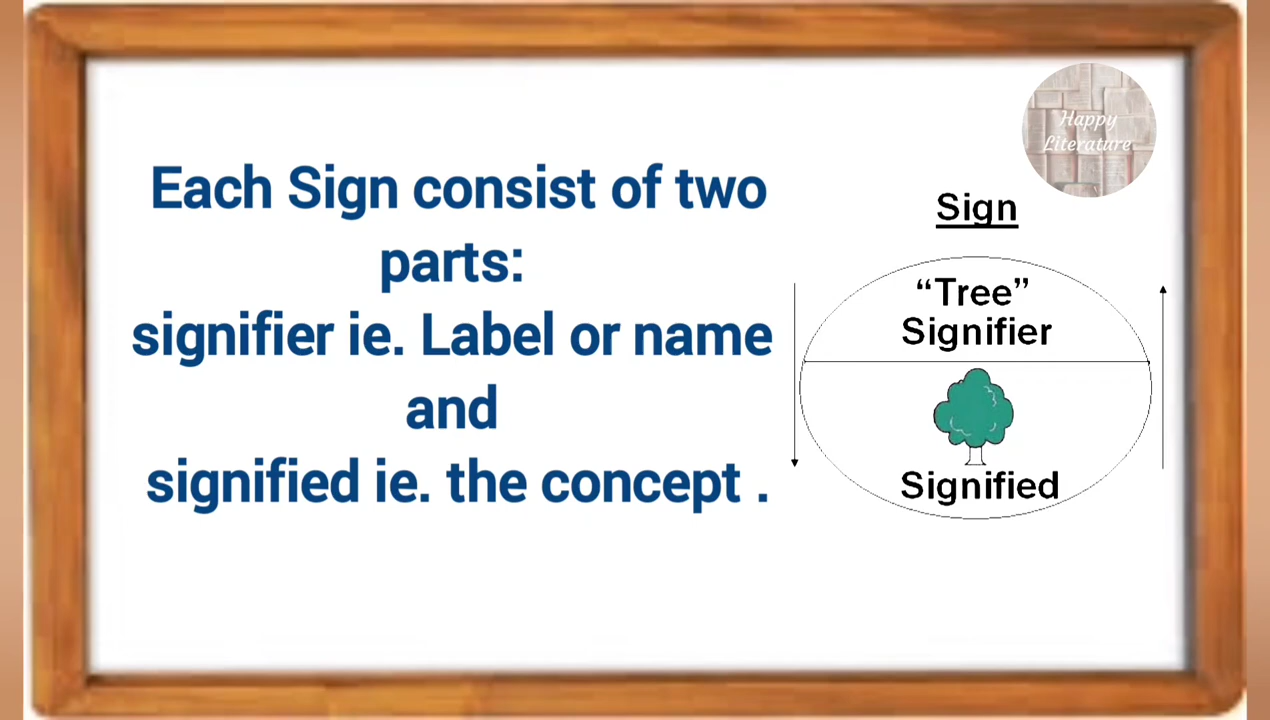 Each Sign consist of two
parts:
signifier ie. Label or name
and
signified ie. the concept .
Happy
Literature
Sign
“Tree”
Signifier
Signified